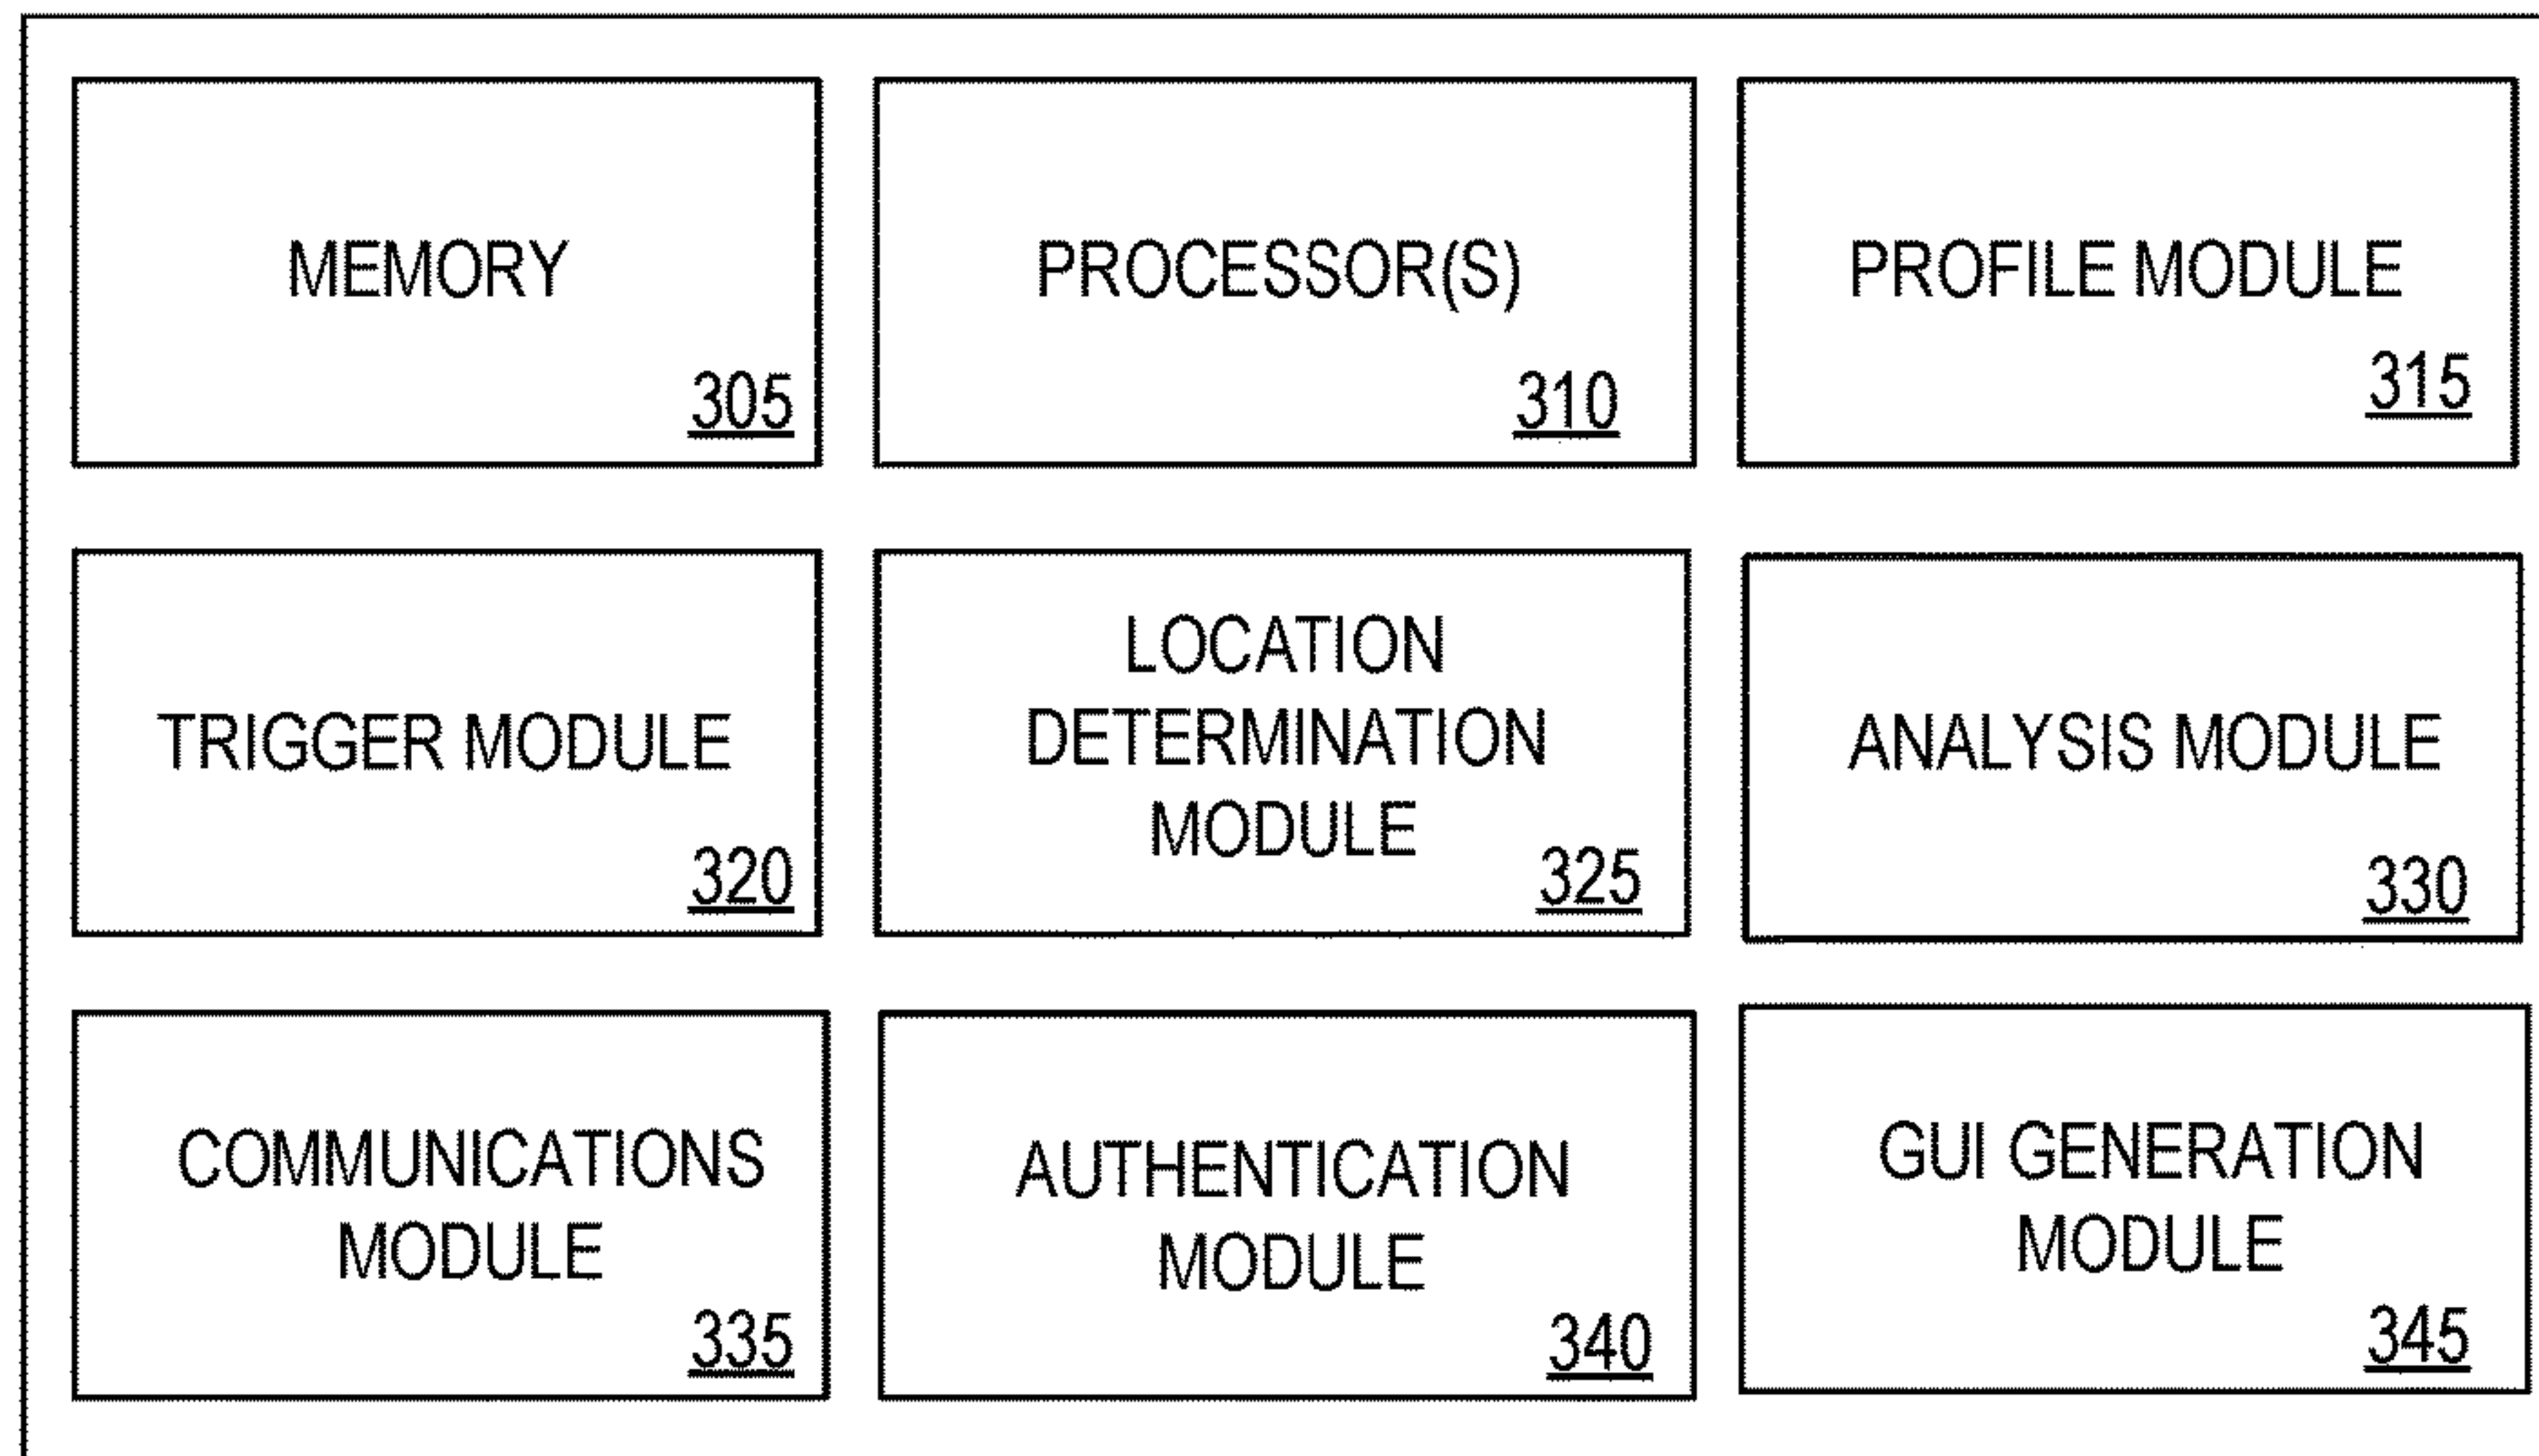 MEMORY
305
PROCESSOR(S)
310
PROFILE MODULE
315
TRIGGER MODULE
320
LOCATION
DETERMINATION
MODULE
325
ANALYSIS MODULE
330
COMMUNICATIONS
MODULE
335
AUTHENTICATION
MODULE
340
GUI GENERATION
MODULE
345